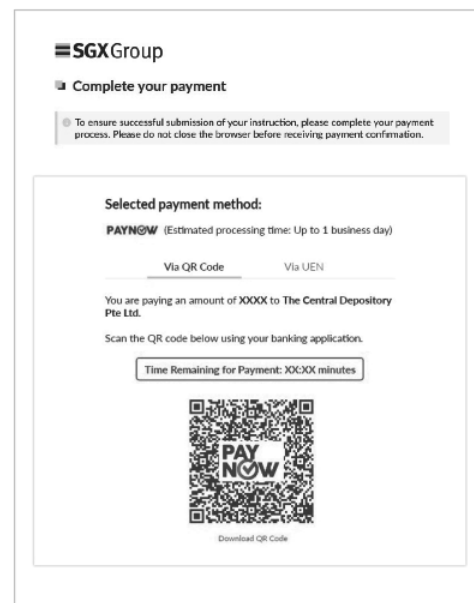 SGXGroup
Complete your payment
To ensure successful submission of your instruction, please complete your payment
process. Please do not close the browser before receiving payment confirmation.
Selected payment method:
PAYNOW (Estimated processing time: Up to 1 business day)
Via QR Code Via UEN
You are paying an amount of XXXX to The Central Depository
Pte Ltd.
Scan the QR code below using your banking application.
Time Remaining for Payment: XX:XX minutes
PAY
NOW
Download QR Code